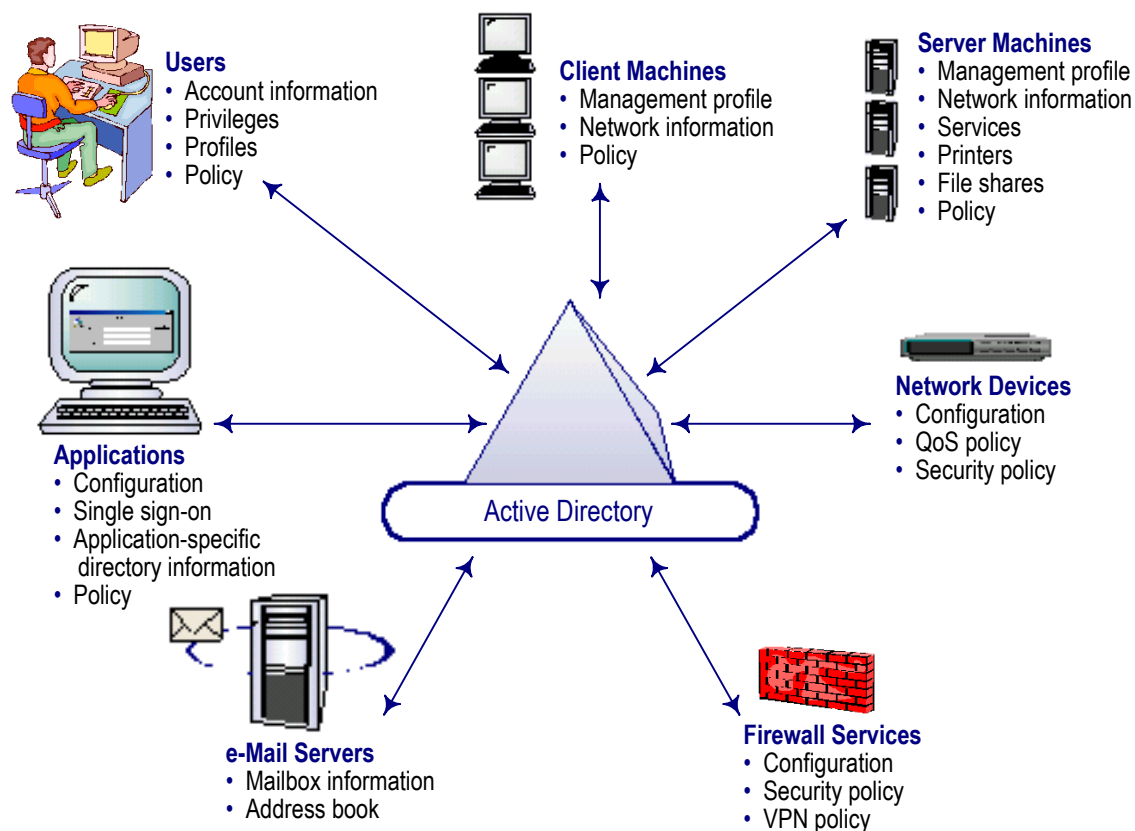 Users
• Account information
• Privileges
• Profiles
• Policy
Client Machines
• Management profile
• Network information
• Policy
Server Machines
• Management profile
• Network information
• Services
• Printers
• File shares
• Policy
Applications
• Configuration
• Single sign-on
• Application-specific
directory information
• Policy
Active Directory
Network Devices
• Configuration
• QoS policy
• Security policy
e-Mail Servers
• Mailbox information
• Address book
Firewall Services
• Configuration
• Security policy
• VPN policy